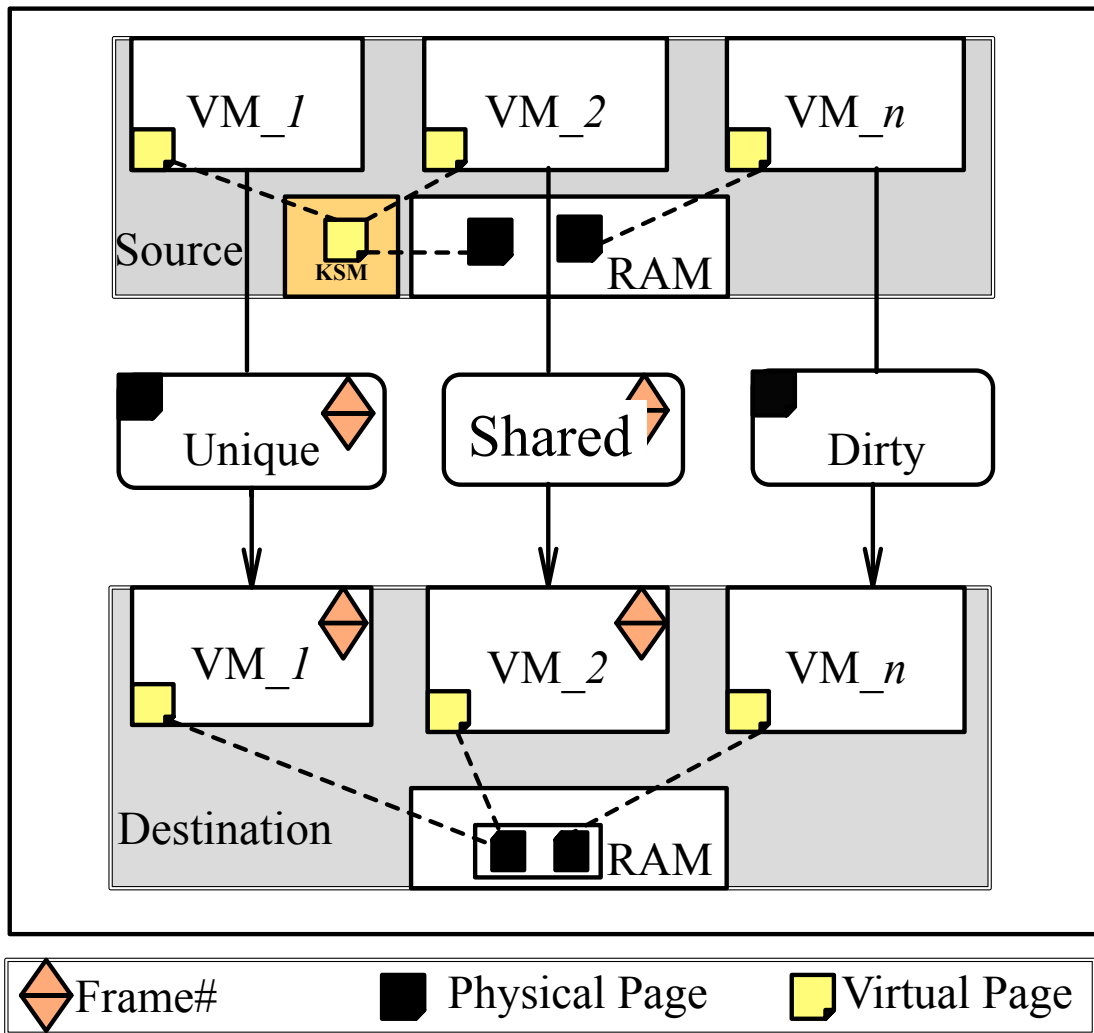 VM_1
VM_2
VM_n
Source
KSM
RAM
Unique
Shared
Dirty
VM_1
VM_2
VM_n
Destination
RAM
Frame#
Physical Page
Virtual Page